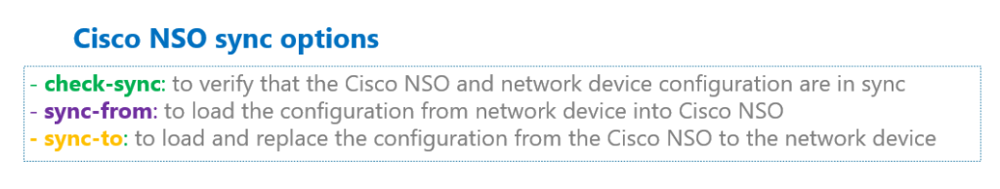 Cisco NSO sync options
- check-sync: to verify that the Cisco NSO and network device configuration are in sync
- sync-from: to load the configuration from network device into Cisco NSO
- sync-to: to load and replace the configuration from the Cisco NSO to the network device